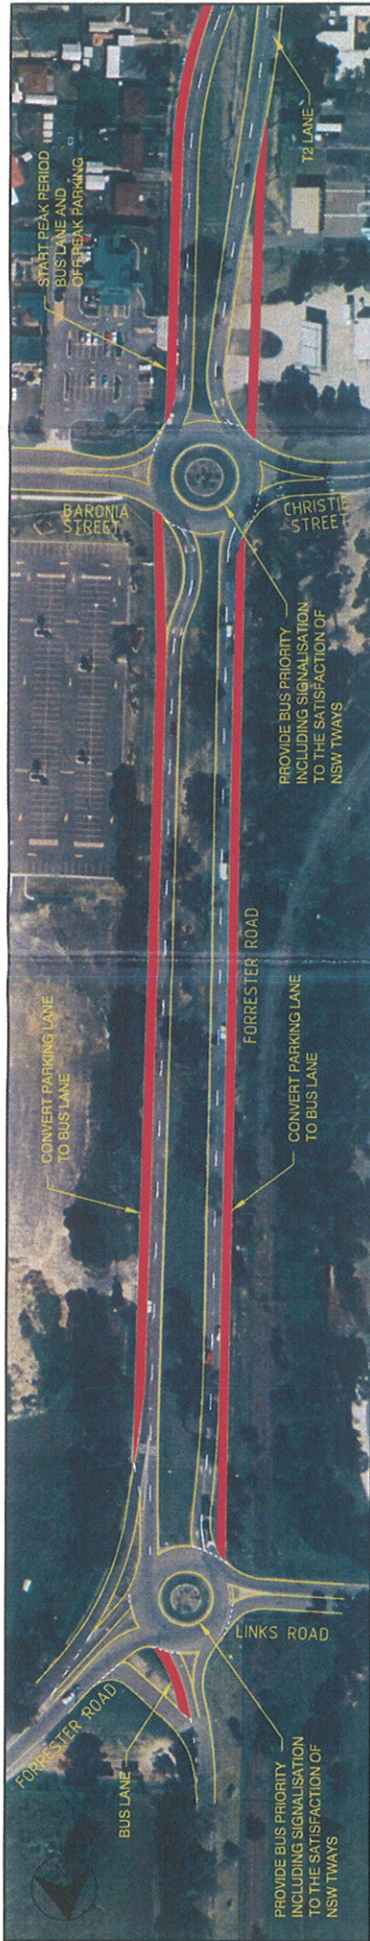 START PEAK PERIOD
BUS LANE AND
OFF PEAK PARKING
T2 LANE
BARONIA
STREET
CHRISTIE
STREET
PROVIDE BUS PRIORITY
INCLUDING SIGNALISATION
TO THE SATISFACTION OF
NSW TWAYS
CONVERT PARKING LANE
TO BUS LANE
FORRESTER ROAD
CONVERT PARKING LANE
TO BUS LANE
FORRESTER ROAD
BUS LANE
LINKS ROAD
PROVIDE BUS PRIORITY
INCLUDING SIGNALISATION
TO THE SATISFACTION OF
NSW TWAYS